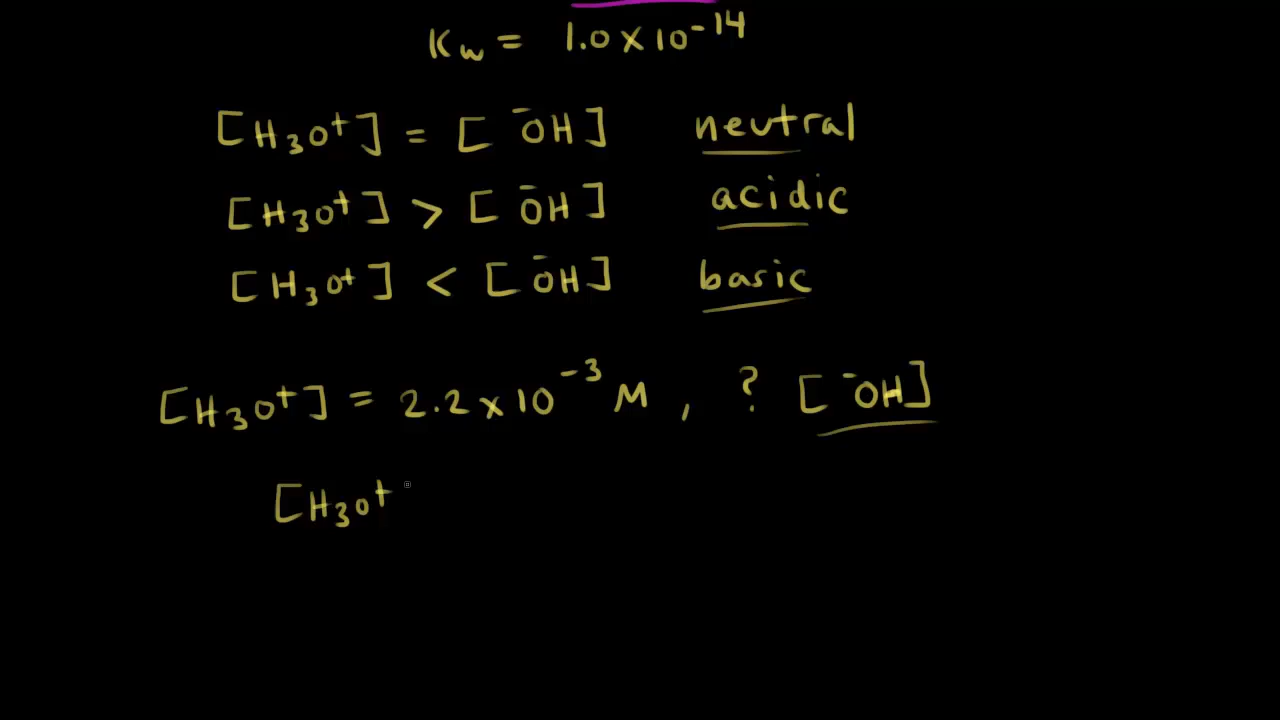 Kw = 1.0 x 10⁻¹⁴
[H₃O⁺] = [⁻OH] neutral
[H₃O⁺] > [⁻OH] acidic
[H₃O⁺] < [⁻OH] basic
[H₃O⁺] = 2.2 x 10⁻³ M , ? [⁻OH]
[H₃O⁺